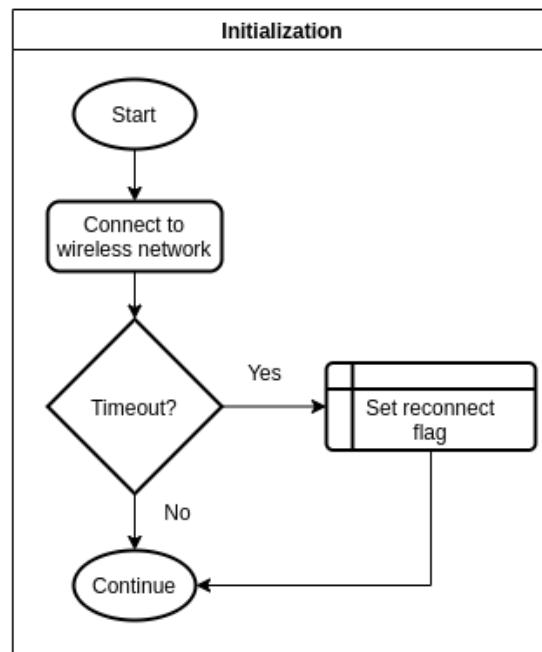 Initialization
Start
Connect to
wireless network
Timeout?
Yes
Set reconnect
flag
No
Continue